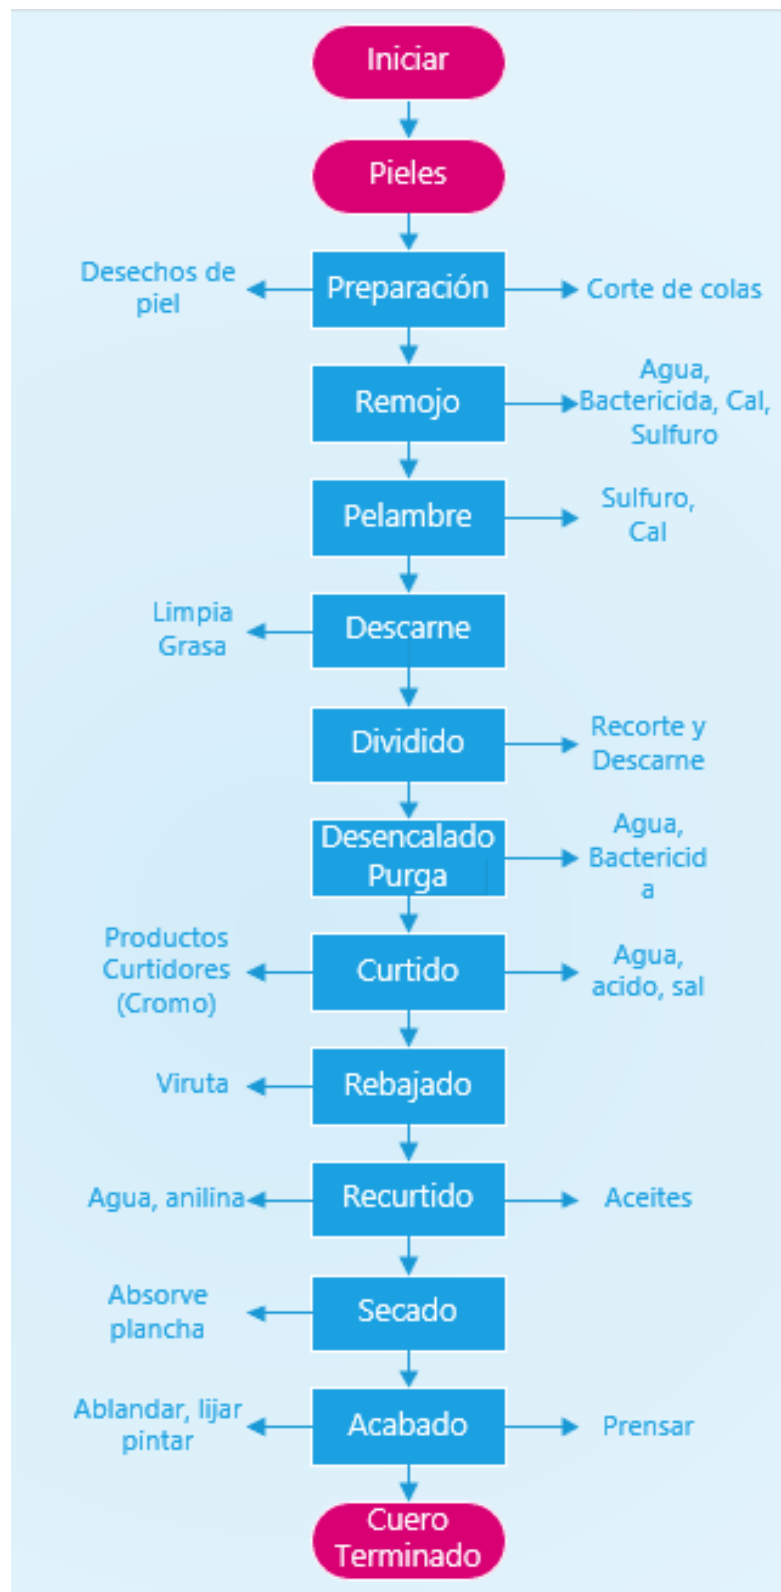 Iniciar
Pieles
Desechos de
piel
Preparación
Corte de colas
Remojo
Agua,
Bactericida, Cal,
Sulfuro
Pelambre
Sulfuro,
Cal
Limpia
Grasa
Descarne
Dividido
Recorte y
Descarne
Desencalado
Purga
Agua,
Bactericid
a
Productos
Curtidores
(Cromo)
Curtido
Agua,
acido, sal
Viruta
Rebajado
Agua, anilina
Recurtido
Aceites
Absorve
plancha
Secado
Ablandar, lijar
pintar
Acabado
Prensar
Cuero
Terminado